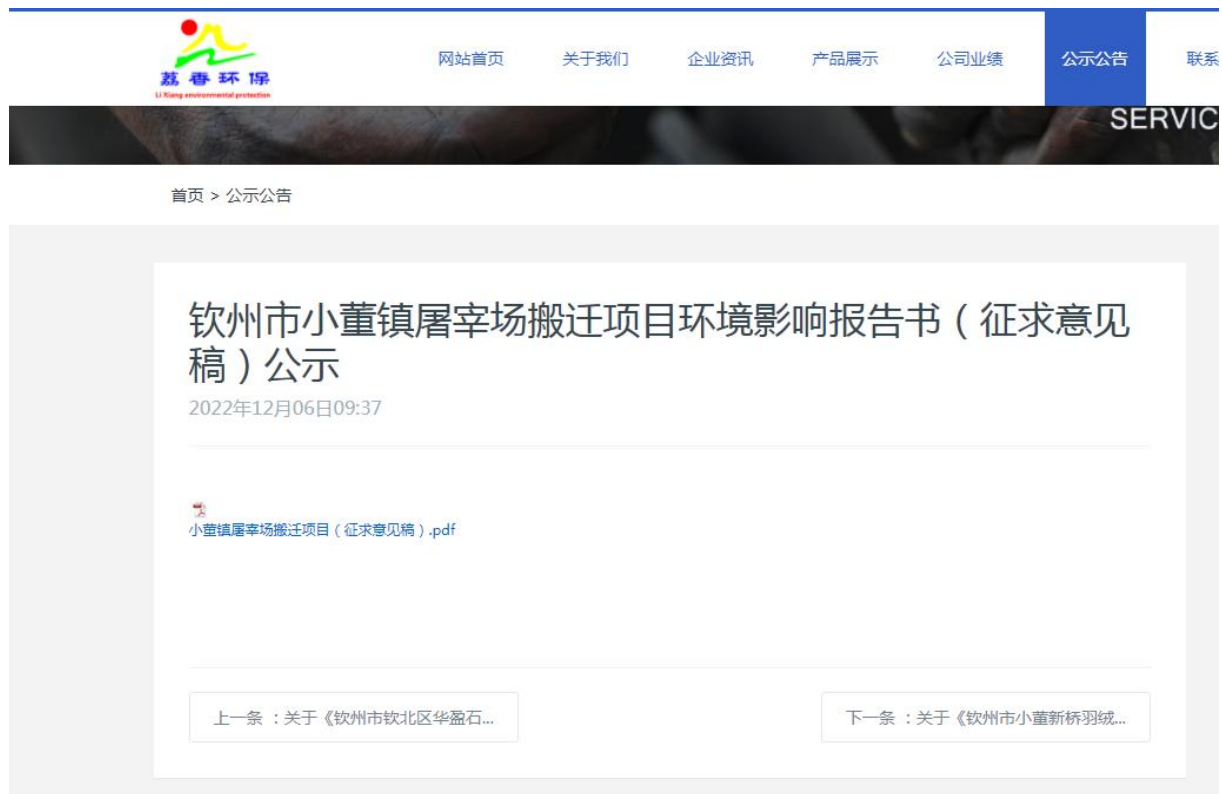 荔香环保
Li Xiang environmental protection
网站首页 关于我们 企业资讯 产品展示 公司业绩 公示公告 联系
SERVIC
首页 > 公示公告
钦州市小董镇屠宰场搬迁项目环境影响报告书（征求意见
稿）公示
2022年12月06日09:37
小董镇屠宰场搬迁项目（征求意见稿）.pdf
上一条 ：关于《钦州市钦北区华盈石... 下一条 ：关于《钦州市小董新桥羽绒...